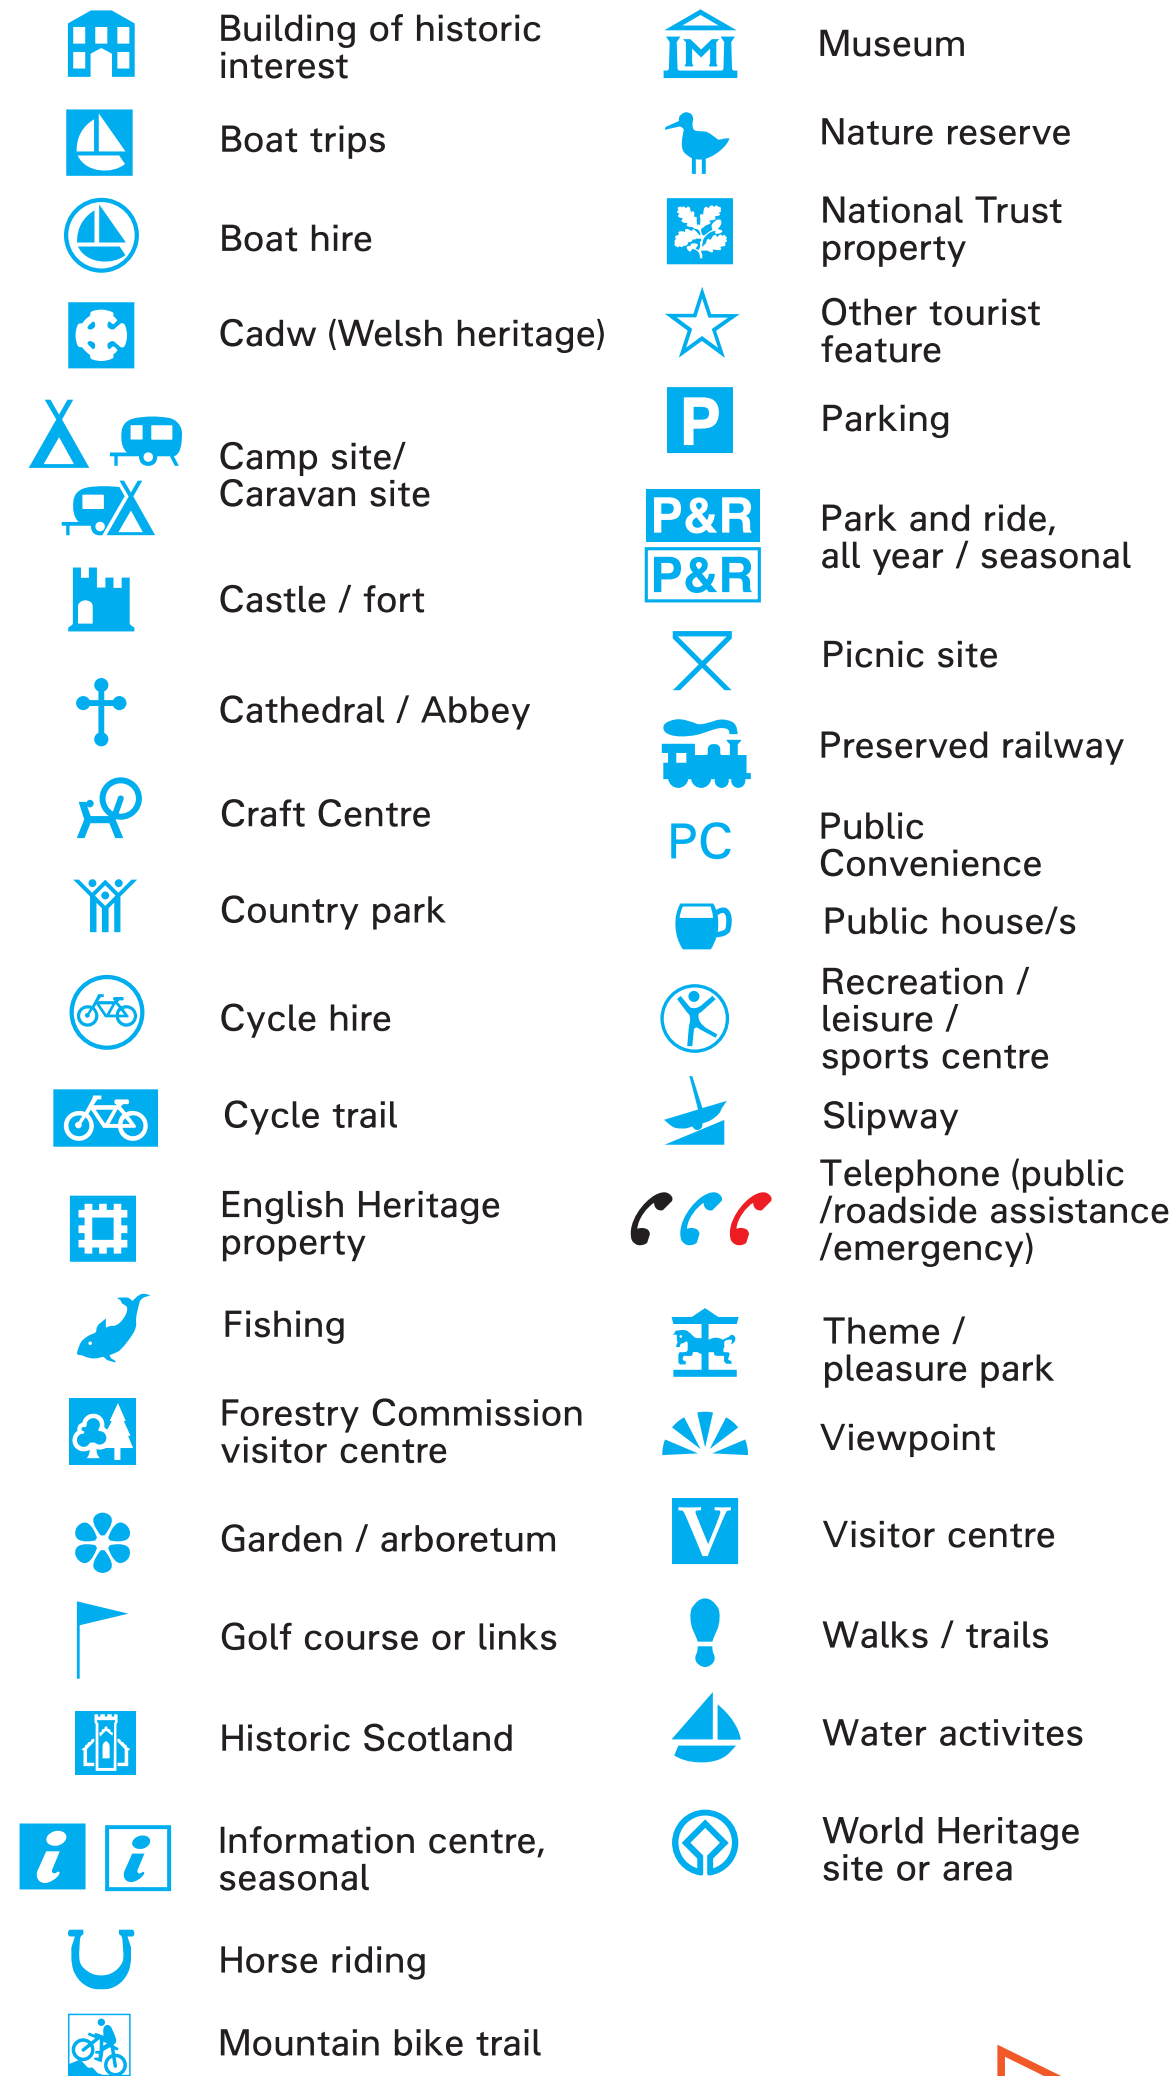 Building of historic
interest
Boat trips
Boat hire
Cadw (Welsh heritage)
Camp site/
Caravan site
Castle / fort
Cathedral / Abbey
Craft Centre
Country park
Cycle hire
Cycle trail
English Heritage
property
Fishing
Forestry Commission
visitor centre
Garden / arboretum
Golf course or links
Historic Scotland
i i
Information centre,
seasonal
Horse riding
Mountain bike trail
M
Museum
Nature reserve
National Trust
property
Other tourist
feature
P
Parking
P&R
P&R
Park and ride,
all year / seasonal
Picnic site
Preserved railway
PC
Public
Convenience
Public house/s
Recreation /
leisure /
sports centre
Slipway
Telephone (public
/roadside assistance
/emergency)
Theme /
pleasure park
Viewpoint
V
Visitor centre
Walks / trails
Water activites
World Heritage
site or area